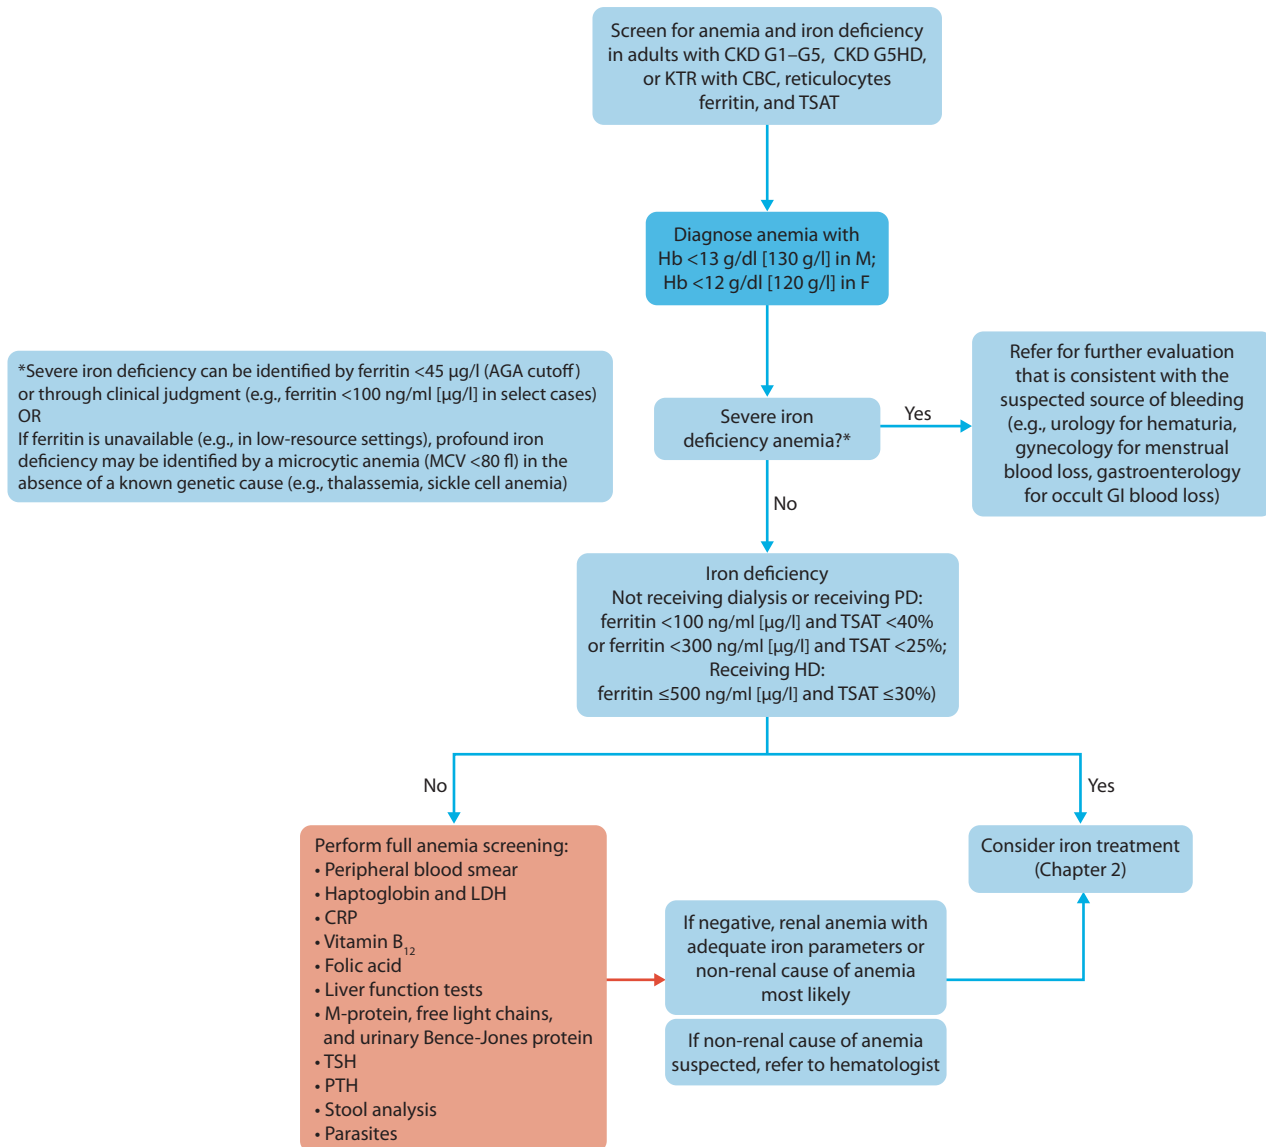 Screen for anemia and iron deficiency
in adults with CKD G1–G5, CKD G5HD,
or KTR with CBC, reticulocytes
ferritin, and TSAT
Diagnose anemia with
Hb <13 g/dl [130 g/l] in M;
Hb <12 g/dl [120 g/l] in F
*Severe iron deficiency can be identified by ferritin <45 µg/l (AGA cutoff)
or through clinical judgment (e.g., ferritin <100 ng/ml [µg/l] in select cases)
OR
If ferritin is unavailable (e.g., in low-resource settings), profound iron
deficiency may be identified by a microcytic anemia (MCV <80 fl) in the
absence of a known genetic cause (e.g., thalassemia, sickle cell anemia)
Severe iron
deficiency anemia?*
Yes
Refer for further evaluation
that is consistent with the
suspected source of bleeding
(e.g., urology for hematuria,
gynecology for menstrual
blood loss, gastroenterology
for occult GI blood loss)
No
Iron deficiency
Not receiving dialysis or receiving PD:
ferritin <100 ng/ml [µg/l] and TSAT <40%
or ferritin <300 ng/ml [µg/l] and TSAT <25%;
Receiving HD:
ferritin ≤500 ng/ml [µg/l] and TSAT ≤30%)
No
Yes
Perform full anemia screening:
• Peripheral blood smear
• Haptoglobin and LDH
• CRP
• Vitamin B₁₂
• Folic acid
• Liver function tests
• M-protein, free light chains,
and urinary Bence-Jones protein
• TSH
• PTH
• Stool analysis
• Parasites
If negative, renal anemia with
adequate iron parameters or
non-renal cause of anemia
most likely
If non-renal cause of anemia
suspected, refer to hematologist
Consider iron treatment
(Chapter 2)